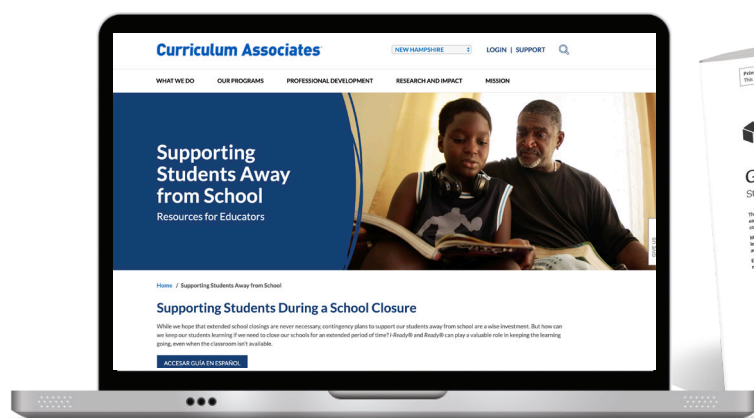 Curriculum Associates
NEW HAMPSHIRE
LOGIN | SUPPORT
WHAT WE DO
OUR PROGRAMS
PROFESSIONAL DEVELOPMENT
RESEARCH AND IMPACT
MISSION
Supporting
Students Away
from School
Resources for Educators
GIVE US
Home / Supporting Students Away from School
Supporting Students During a School Closure
While we hope that extended school closings are never necessary, contingency plans to support our students away from school are a wise investment. But how can
we keep our students learning if we need to close our schools for an extended period of time? i-Ready® and Ready® can play a valuable role in keeping the learning
going, even when the classroom isn't available.
ACCESAR GUÍA EN ESPAÑOL